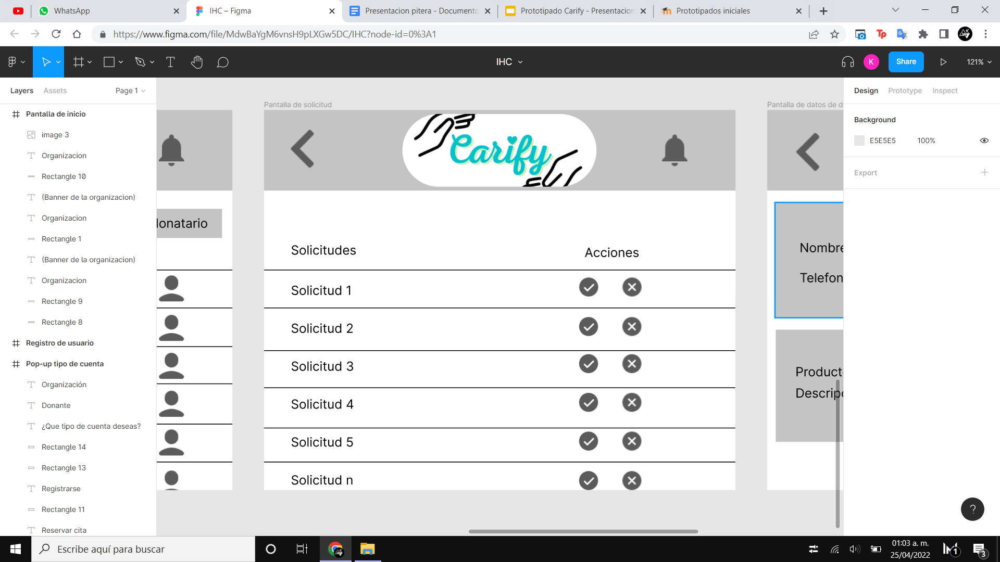 WhatsApp
IHC – Figma
Presentacion pitera - Documento
Prototipado Carify - Presentacion
Prototipados iniciales
https://www.figma.com/file/MdwBaYgM6vnsH9pLXGw5DC/IHC?node-id=0%3A1
IHC
K
Share
121%
Layers
Assets
Page 1
Pantalla de inicio
image 3
Organizacion
Rectangle 10
(Banner de la organizacion)
Organizacion
Rectangle 1
(Banner de la organizacion)
Organizacion
Rectangle 9
Rectangle 8
Registro de usuario
Pop-up tipo de cuenta
Organización
Donante
¿Que tipo de cuenta deseas?
Rectangle 14
Rectangle 13
Registrarse
Rectangle 11
Reservar cita
lonatario
Pantalla de solicitud
Carify
Solicitudes
Acciones
Solicitud 1
Solicitud 2
Solicitud 3
Solicitud 4
Solicitud 5
Solicitud n
Pantalla de datos de d
Nombre
Telefon
Product
Descripc
Design
Prototype
Inspect
Background
E5E5E5
100%
Export
?
Escribe aquí para buscar
01:03 a. m.
25/04/2022
1
3